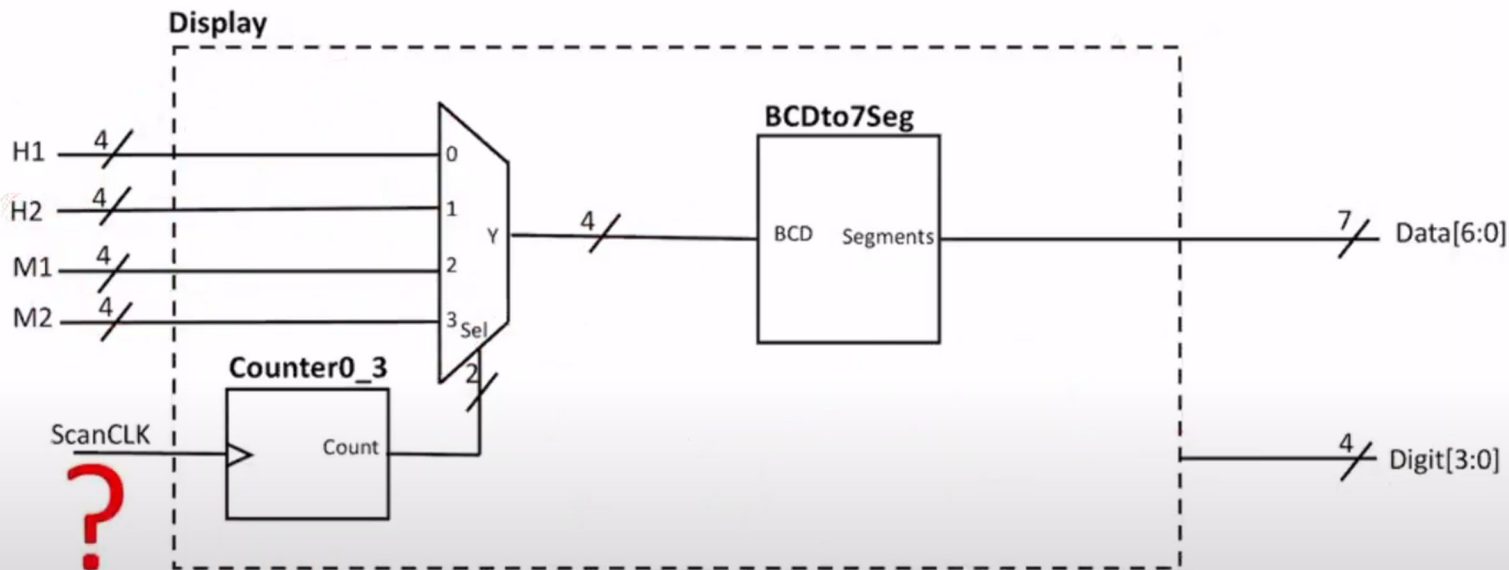 Display
BCDto7Seg
H1 4 0
H2 4 1
M1 4 2
M2 4 3 Sel
Y 4 BCD Segments 7 Data[6:0]
2
Counter0_3
ScanCLK Count
4 Digit[3:0]
?